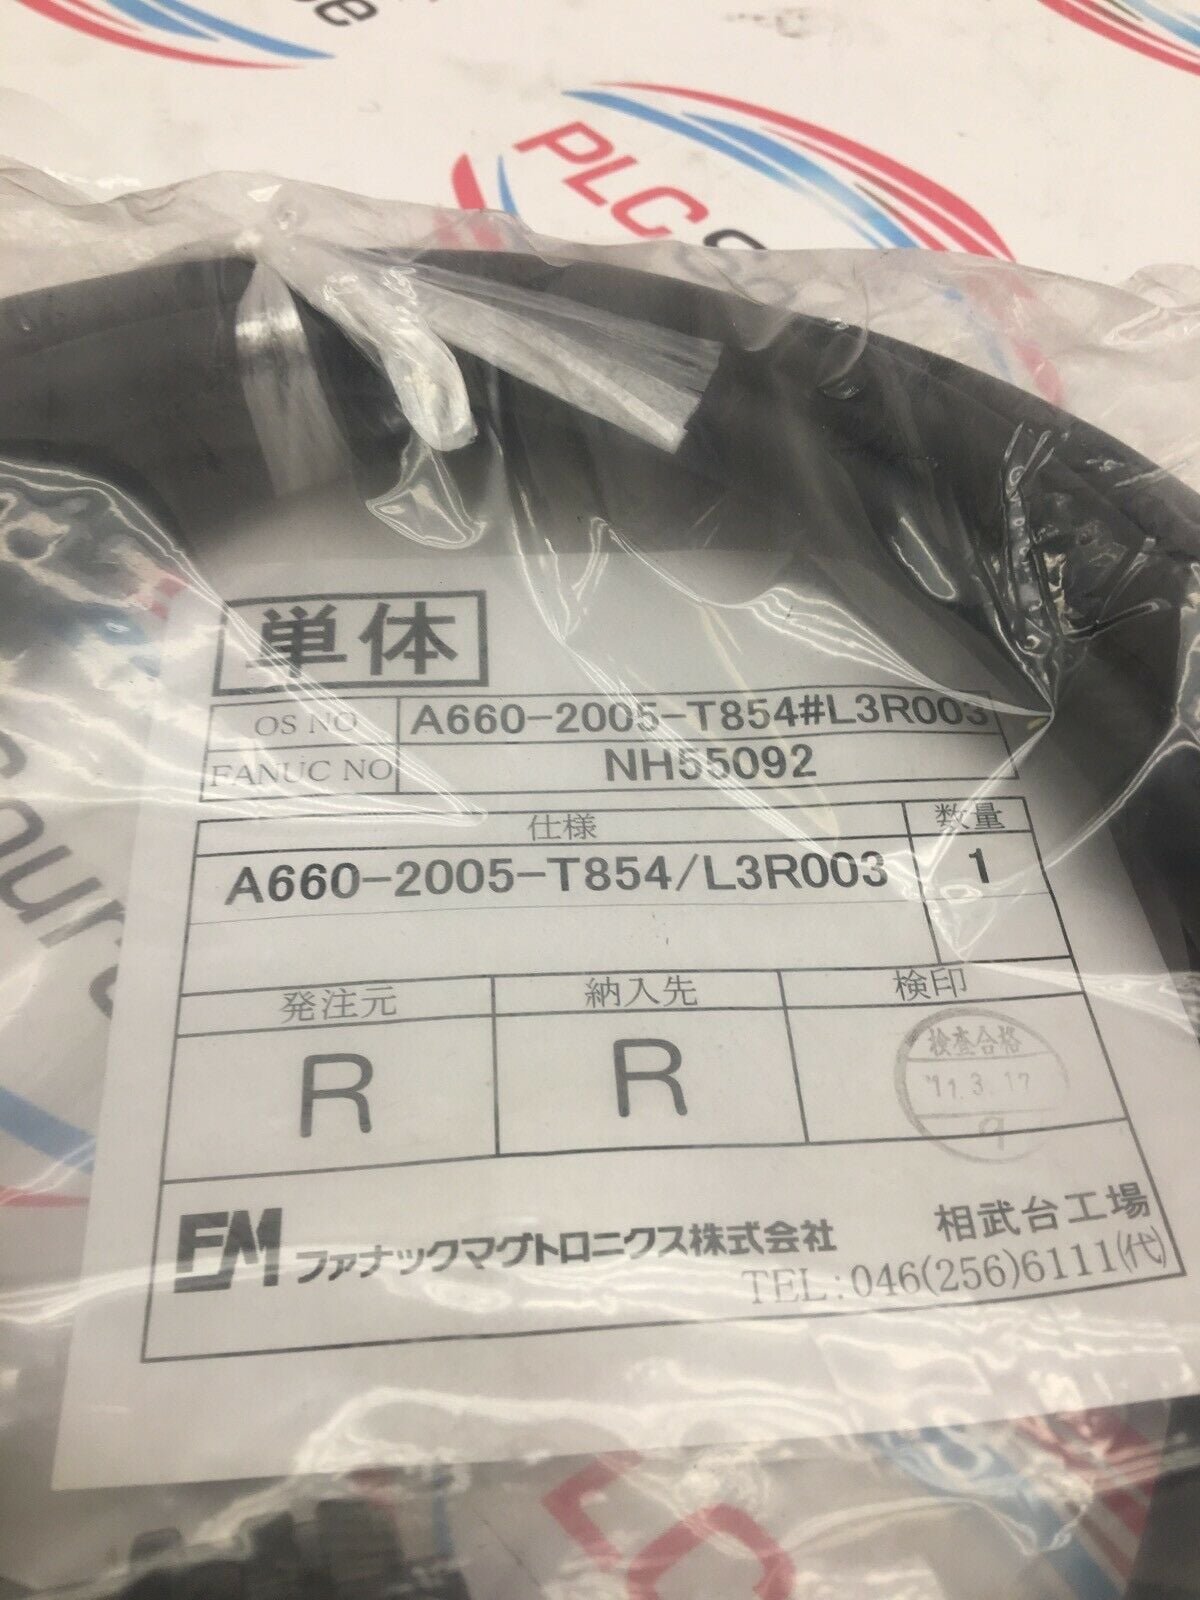 PLC
単体
OS NO A660-2005-T854#L3R003
FANUC NO NH55092
仕様 数量
A660-2005-T854/L3R003 1
発注元 納入先 検印
R R
検査合格
'11.3.17
9
FM ファナックマグトロニクス株式会社 相武台工場
TEL:046(256)6111(代)